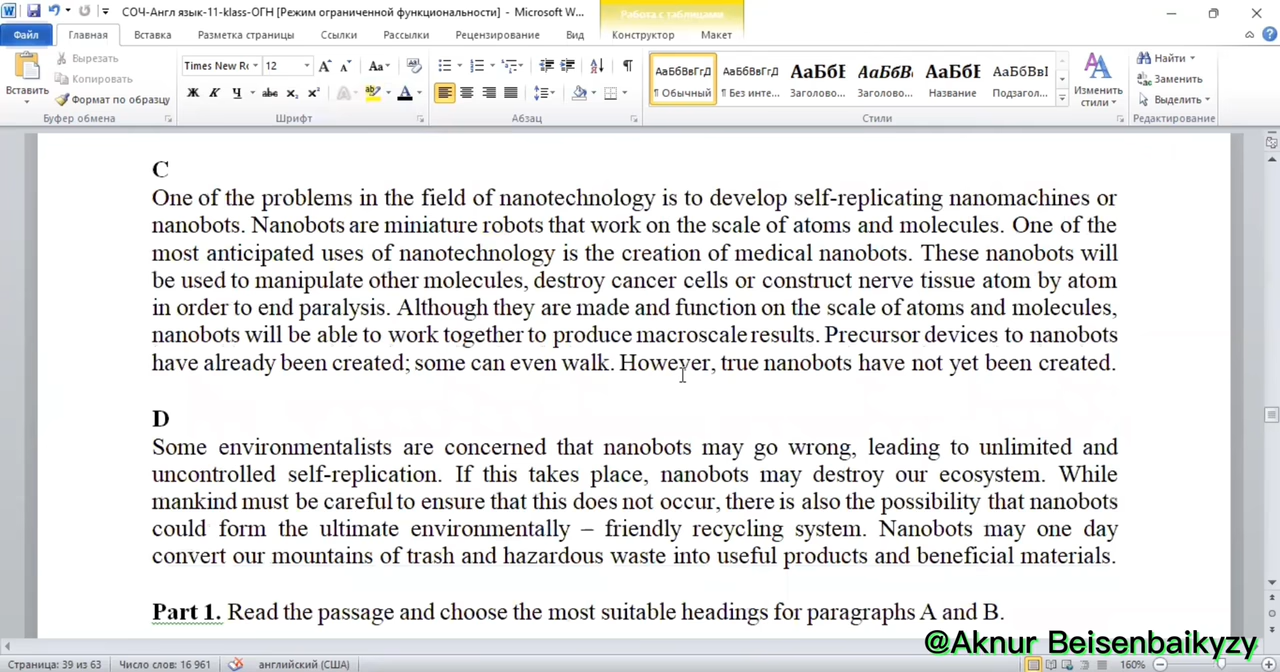 СОЧ-Англ язык-11-klass-ОГН [Режим ограниченной функциональности] - Microsoft W...
Работа с таблицами
Файл Главная Вставка Разметка страницы Ссылки Рассылки Рецензирование Вид Конструктор Макет
Вставить
Вырезать
Копировать
Формат по образцу
Буфер обмена
Times New Ro 12
Ж К Ч abc x₂ x² A A
Шрифт
Абзац
АаБбВвГгД АаБбВвГгД АаБбЕ АаБбВ АаБбЕ АаБбВвІ
¶ Обычный ¶ Без инте... Заголово... Заголово... Название Подзагол...
Стили
Изменить
стили
Найти
Заменить
Выделить
Редактирование
C
One of the problems in the field of nanotechnology is to develop self-replicating nanomachines or
nanobots. Nanobots are miniature robots that work on the scale of atoms and molecules. One of the
most anticipated uses of nanotechnology is the creation of medical nanobots. These nanobots will
be used to manipulate other molecules, destroy cancer cells or construct nerve tissue atom by atom
in order to end paralysis. Although they are made and function on the scale of atoms and molecules,
nanobots will be able to work together to produce macroscale results. Precursor devices to nanobots
have already been created; some can even walk. However, true nanobots have not yet been created.
D
Some environmentalists are concerned that nanobots may go wrong, leading to unlimited and
uncontrolled self-replication. If this takes place, nanobots may destroy our ecosystem. While
mankind must be careful to ensure that this does not occur, there is also the possibility that nanobots
could form the ultimate environmentally – friendly recycling system. Nanobots may one day
convert our mountains of trash and hazardous waste into useful products and beneficial materials.
Part 1. Read the passage and choose the most suitable headings for paragraphs A and B.
@Aknur Beisenbaikyzy
Страница: 39 из 63 Число слов: 16 961 английский (США) 160%